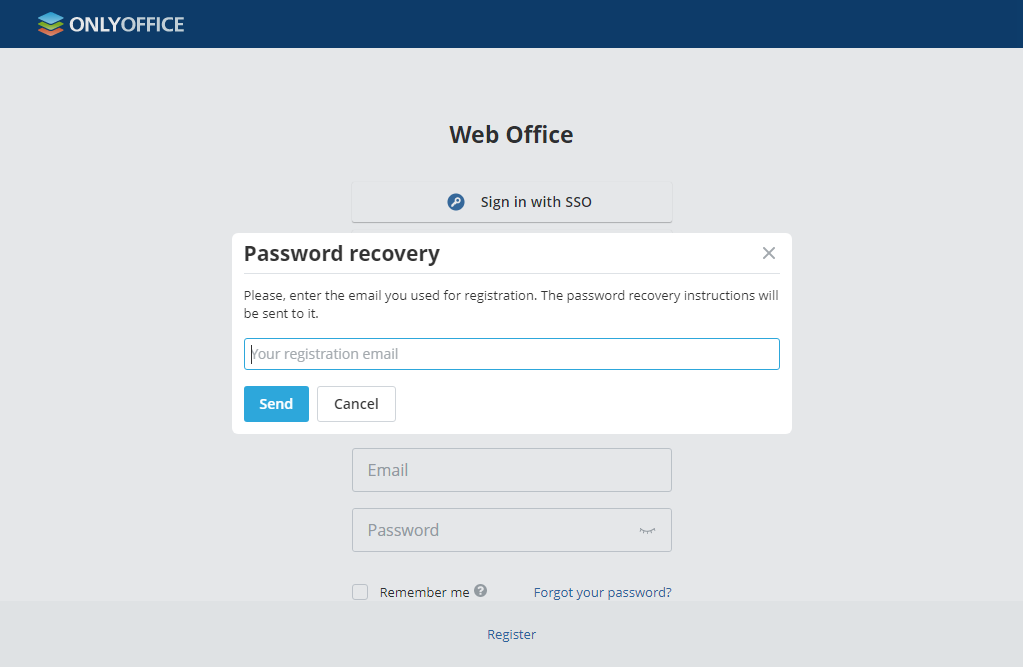 ONLYOFFICE
Web Office
Sign in with SSO
Password recovery
Please, enter the email you used for registration. The password recovery instructions will
be sent to it.
Your registration email
Send Cancel
Email
Password
Remember me ? Forgot your password?
Register